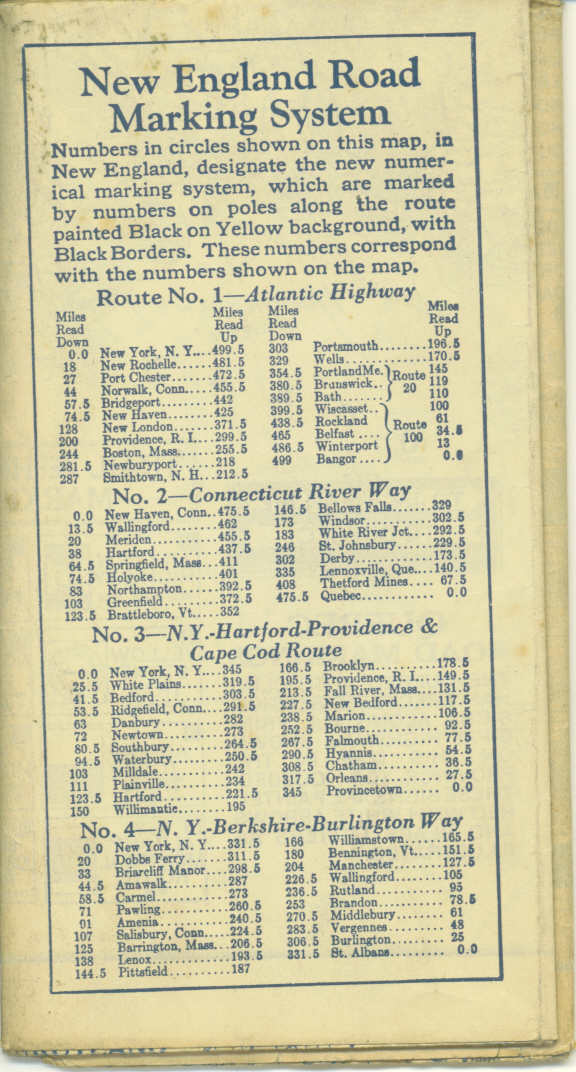 New England Road
Marking System
Numbers in circles shown on this map, in
New England, designate the new numer-
ical marking system, which are marked
by numbers on poles along the route
painted Black on Yellow background, with
Black Borders. These numbers correspond
with the numbers shown on the map.
Route No. 1—Atlantic Highway
Miles Read Down
Miles Read Up
0.0 New York, N. Y....499.5
18 New Rochelle......481.5
27 Port Chester.......472.5
44 Norwalk, Conn....455.5
57.5 Bridgeport........442
74.5 New Haven.......425
128 New London......371.5
200 Providence, R. I...299.5
244 Boston, Mass.....255.5
281.5 Newburyport.....218
287 Smithtown, N. H...212.5
Miles Read Down
Miles Read Up
303 Portsmouth........196.5
329 Wells..............170.5
354.5 Portland Me. 145
380.5 Brunswick.. Route 20 119
389.5 Bath....... 110
399.5 Wiscasset.. 100
438.5 Rockland 61
465 Belfast .... Route 100 34.5
486.5 Winterport 13
499 Bangor .... 0.0
No. 2—Connecticut River Way
0.0 New Haven, Conn..475.5
13.5 Wallingford........462
20 Meriden...........455.5
38 Hartford..........437.5
64.5 Springfield, Mass...411
74.5 Holyoke..........401
83 Northampton......392.5
103 Greenfield.........372.5
123.5 Brattleboro, Vt.....352
146.5 Bellows Falls.......329
173 Windsor...........302.5
183 White River Jct....292.5
246 St. Johnsbury......229.5
302 Derby.............173.5
335 Lennoxville, Que....140.5
408 Thetford Mines.... 67.5
475.5 Quebec............ 0.0
No. 3—N.Y.-Hartford-Providence &
Cape Cod Route
0.0 New York, N. Y....345
25.5 White Plains.......319.5
41.5 Bedford...........303.5
53.5 Ridgefield, Conn....291.5
63 Danbury..........282
72 Newtown..........273
80.5 Southbury.........264.5
94.5 Waterbury.........250.5
103 Milldale...........242
111 Plainville..........234
123.5 Hartford..........221.5
150 Willimantic........195
166.5 Brooklyn..........178.5
195.5 Providence, R. I....149.5
213.5 Fall River, Mass....131.5
227.5 New Bedford.......117.5
238.5 Marion............106.5
252.5 Bourne............ 92.5
267.5 Falmouth.......... 77.5
290.5 Hyannis........... 54.5
308.5 Chatham........... 36.5
317.5 Orleans............ 27.5
345 Provincetown...... 0.0
No. 4—N. Y.-Berkshire-Burlington Way
0.0 New York, N. Y....331.5
20 Dobbs Ferry.......311.5
33 Briarcliff Manor....298.5
44.5 Amawalk..........287
58.5 Carmel............273
71 Pawling...........260.5
91 Amenia...........240.5
107 Salisbury, Conn.....224.5
125 Barrington, Mass...206.5
138 Lenox............193.5
144.5 Pittsfield..........187
166 Williamstown......165.5
180 Bennington, Vt.....151.5
204 Manchester........127.5
226.5 Wallingford........105
236.5 Rutland........... 95
253 Brandon........... 78.5
270.5 Middlebury........ 61
283.5 Vergennes......... 48
306.5 Burlington......... 25
331.5 St. Albans......... 0.0